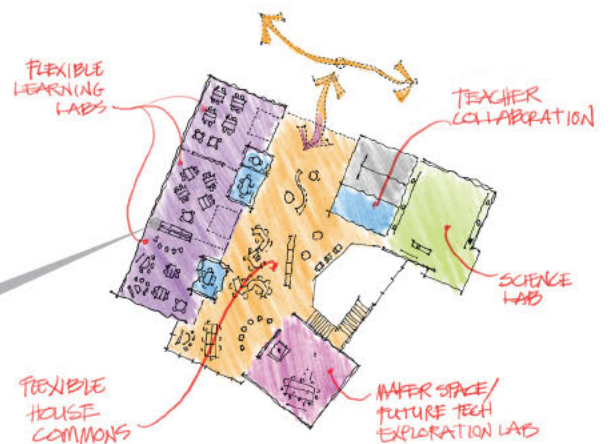 FLEXIBLE
LEARNING
LABS
TEACHER
COLLABORATION
SCIENCE
LAB
FLEXIBLE
HOUSE
COMMONS
MAKER SPACE/
FUTURE TECH
EXPLORATION LAB